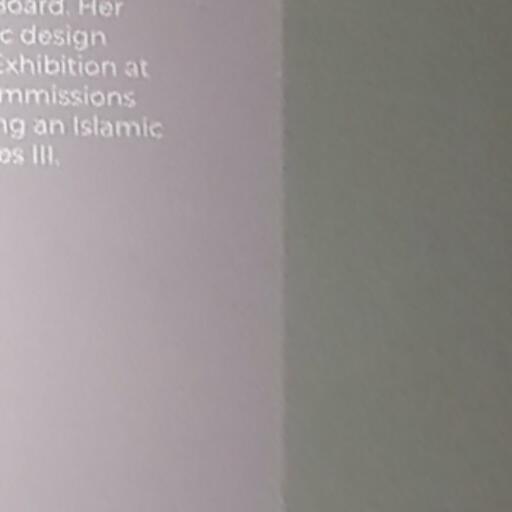 Board. Her
c design
Exhibition at
mmissions
ng an Islamic
os III.